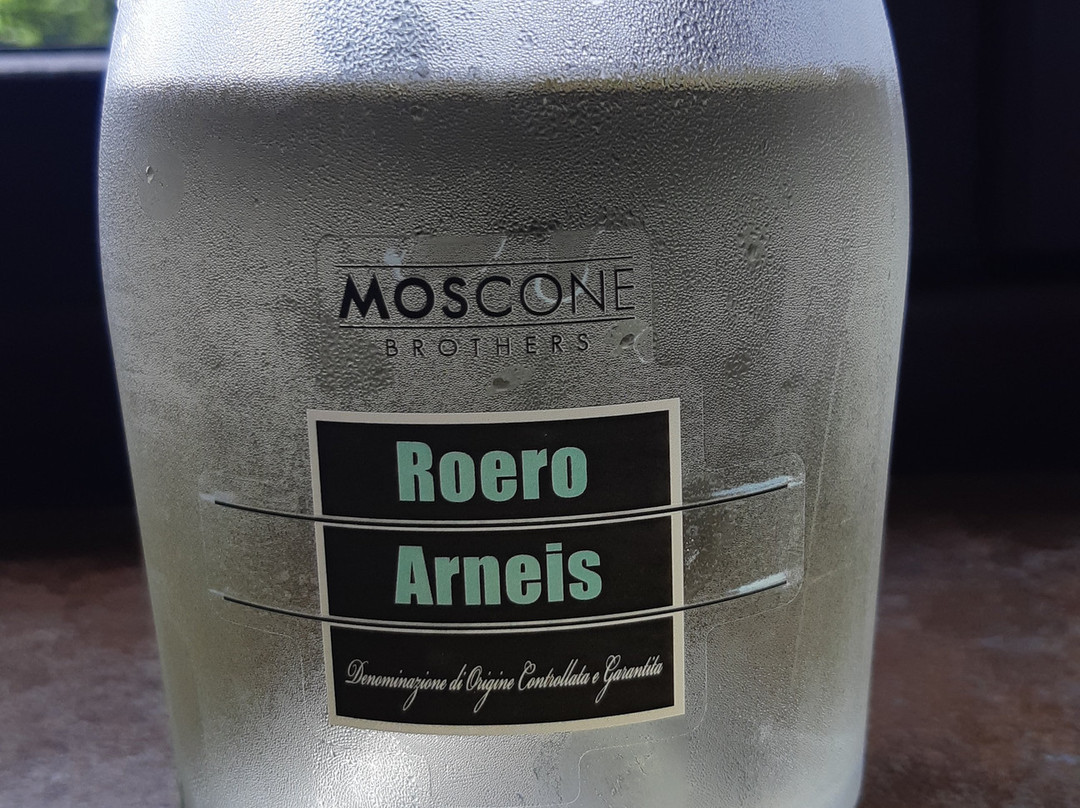 MOSCONE
BROTHERS
Roero
Arneis
Denominazione di Origine Controllata e Garantita